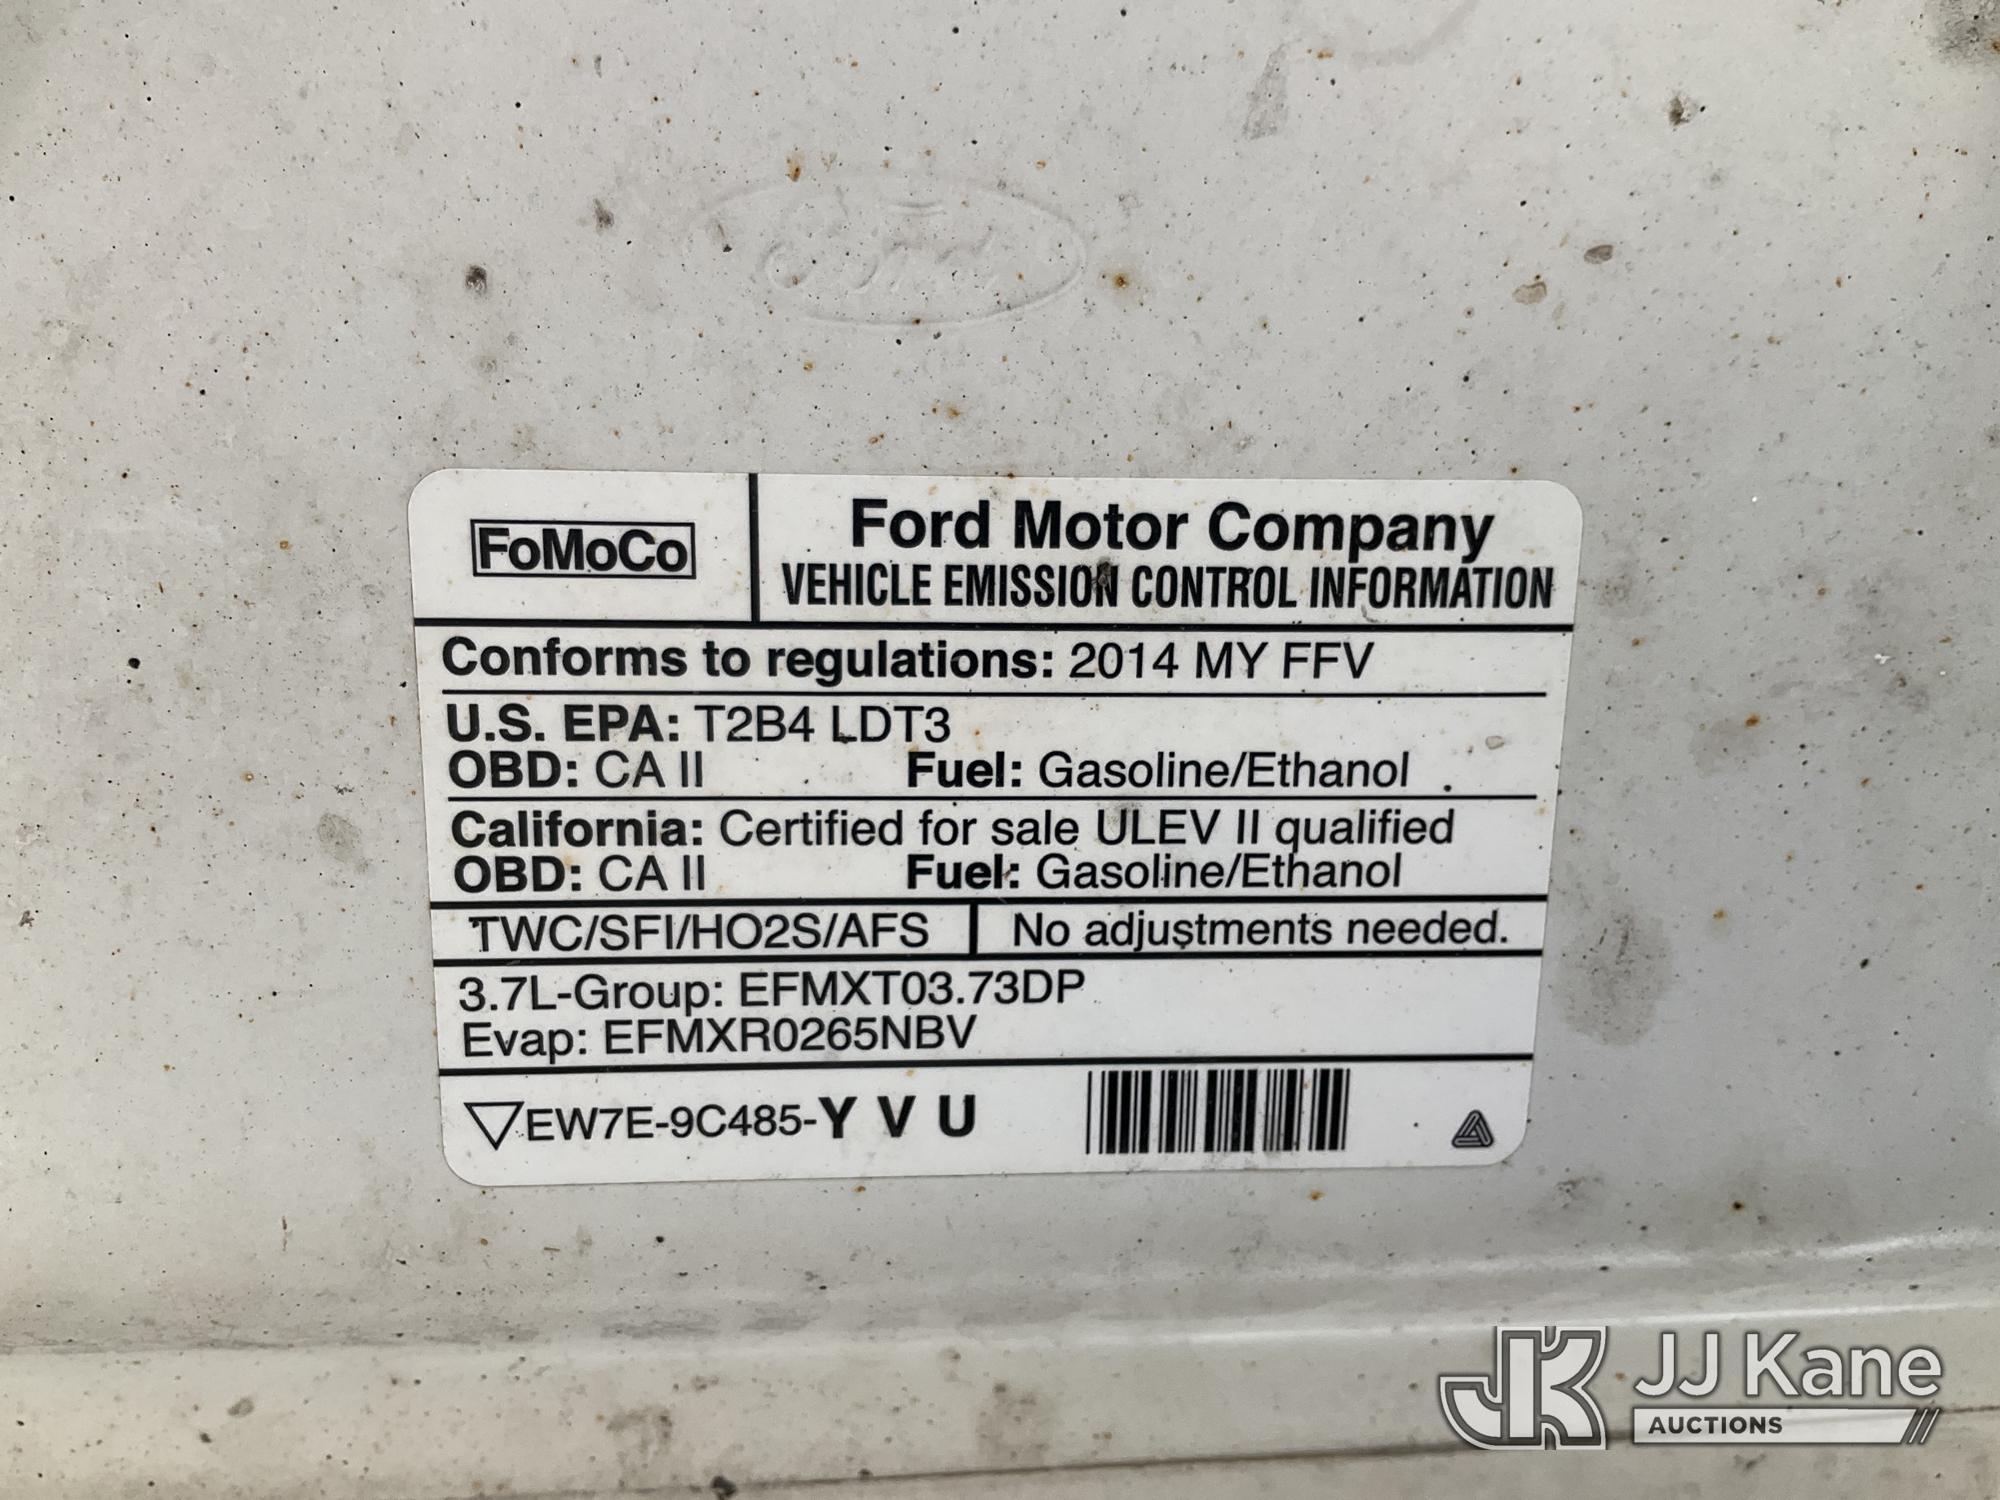 Ford
FoMoCo
Ford Motor Company
VEHICLE EMISSION CONTROL INFORMATION
Conforms to regulations: 2014 MY FFV
U.S. EPA: T2B4 LDT3
OBD: CA II Fuel: Gasoline/Ethanol
California: Certified for sale ULEV II qualified
OBD: CA II Fuel: Gasoline/Ethanol
TWC/SFI/HO2S/AFS No adjustments needed.
3.7L-Group: EFMXT03.73DP
Evap: EFMXR0265NBV
EW7E-9C485-Y V U
JK JJ Kane
AUCTIONS